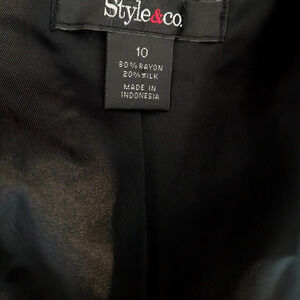 Style&co.
10
80%RAYON
20%SILK
MADE IN
INDONESIA